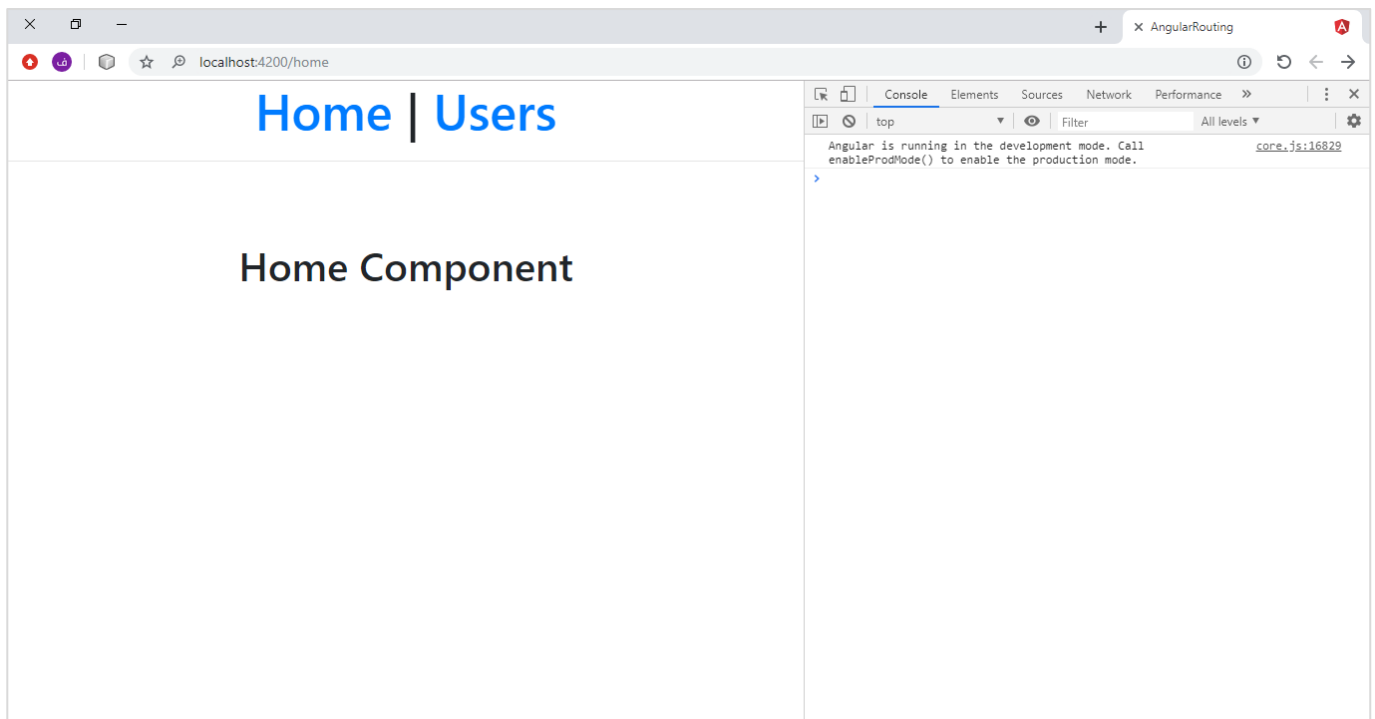 AngularRouting
localhost:4200/home
ف
Home | Users
Home Component
Console Elements Sources Network Performance
top Filter All levels
Angular is running in the development mode. Call core.js:16829
enableProdMode() to enable the production mode.